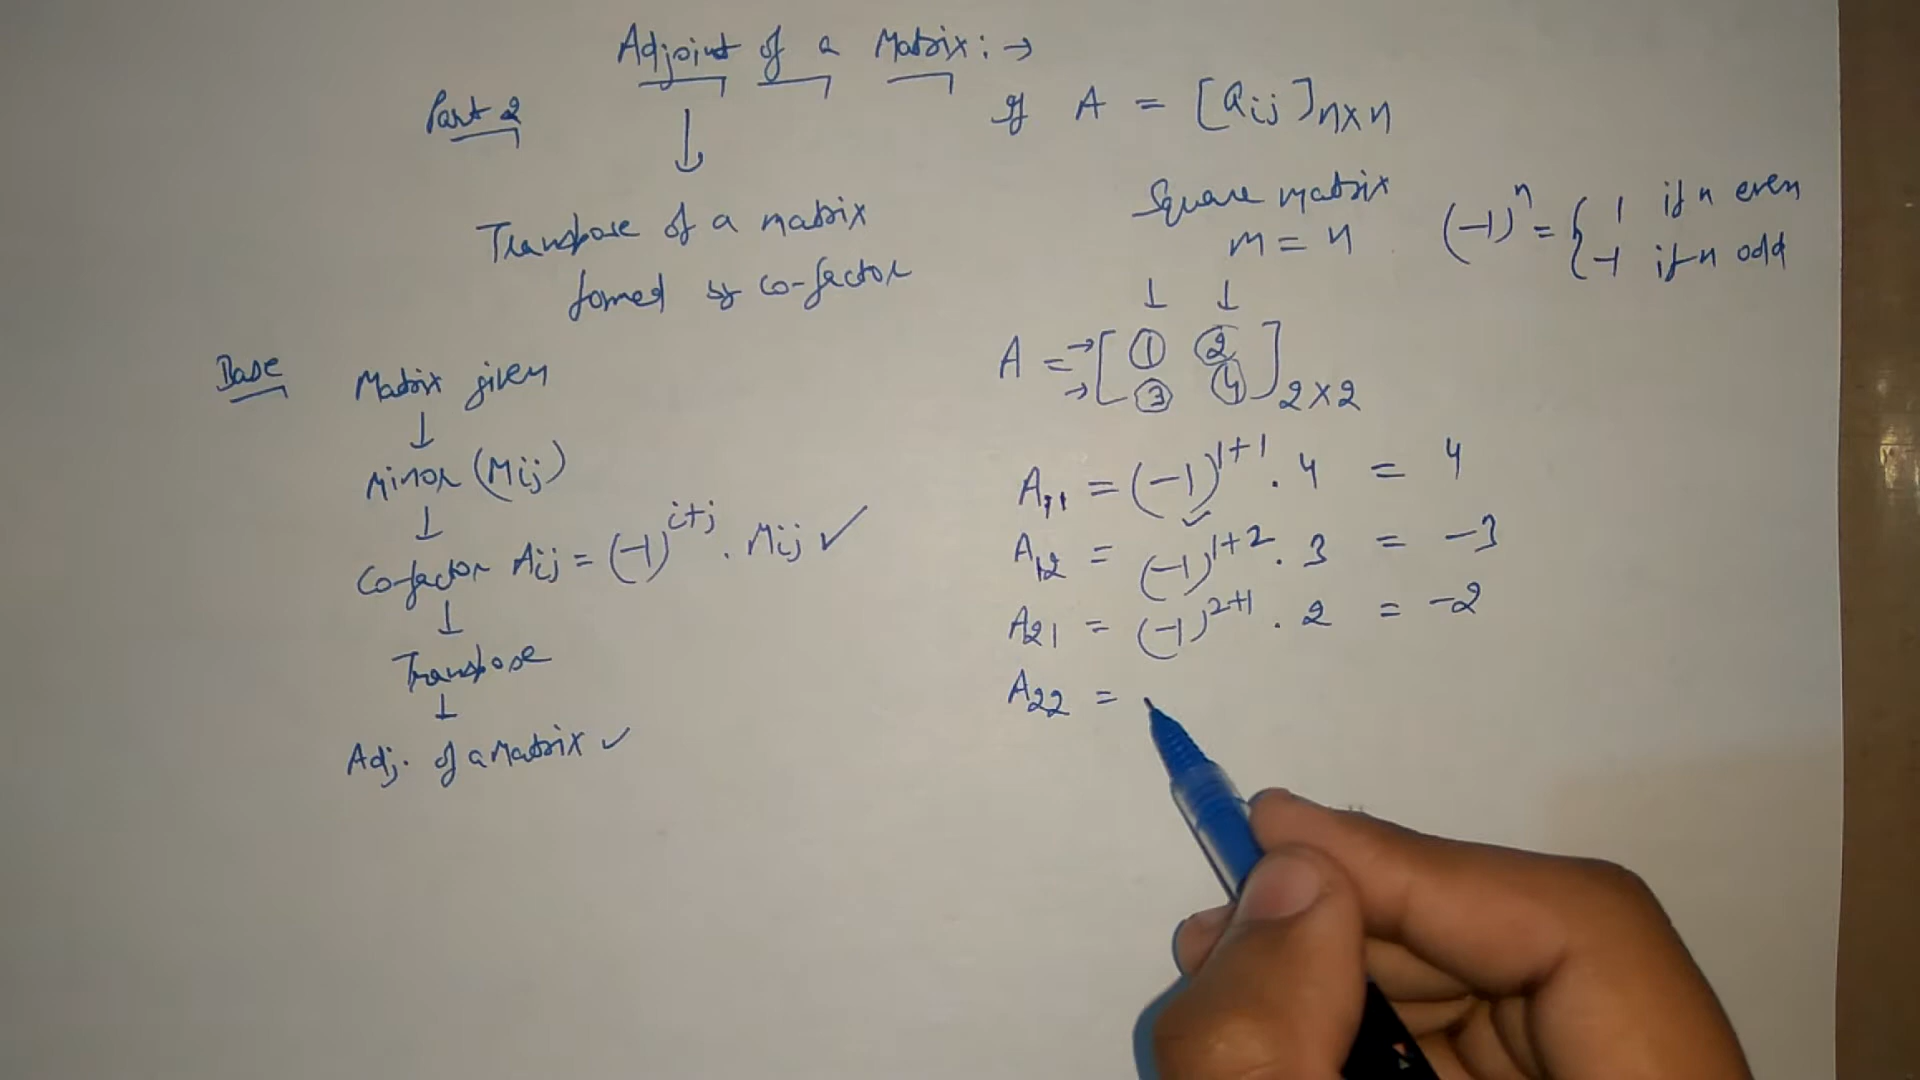 Adjoint of a Matrix : →
Part 2
If A = [aij]n×n
↓
Square matrix
m = n
(-1)^n = { 1 if n even
-1 if n odd
Transpose of a matrix
formed by co-factor
Base
Matrix given
↓
Minor (Mij)
↓
Co-factor Aij = (-1)^i+j . Mij ✓
↓
Transpose
↓
Adj. of a Matrix ✓
↓ ↓
A = → [ 1 2
→ 3 4 ] 2×2
A11 = (-1)^1+1 . 4 = 4
A12 = (-1)^1+2 . 3 = -3
A21 = (-1)^2+1 . 2 = -2
A22 =